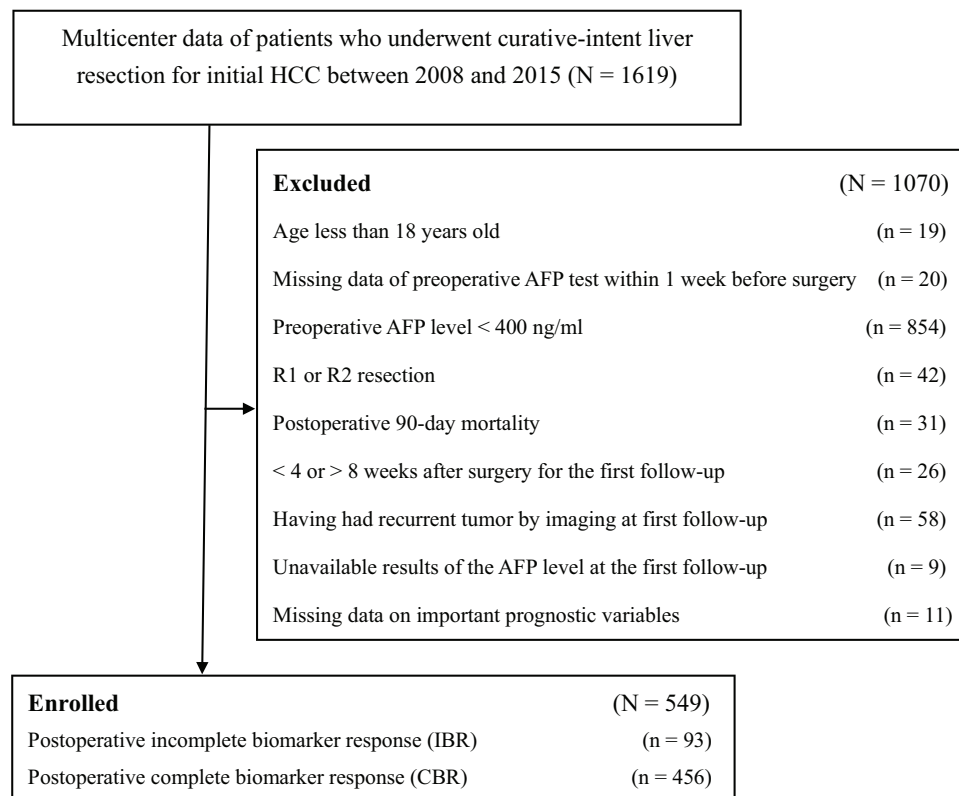 Multicenter data of patients who underwent curative-intent liver
resection for initial HCC between 2008 and 2015 (N = 1619)
Excluded (N = 1070)
Age less than 18 years old (n = 19)
Missing data of preoperative AFP test within 1 week before surgery (n = 20)
Preoperative AFP level < 400 ng/ml (n = 854)
R1 or R2 resection (n = 42)
Postoperative 90-day mortality (n = 31)
< 4 or > 8 weeks after surgery for the first follow-up (n = 26)
Having had recurrent tumor by imaging at first follow-up (n = 58)
Unavailable results of the AFP level at the first follow-up (n = 9)
Missing data on important prognostic variables (n = 11)
Enrolled (N = 549)
Postoperative incomplete biomarker response (IBR) (n = 93)
Postoperative complete biomarker response (CBR) (n = 456)